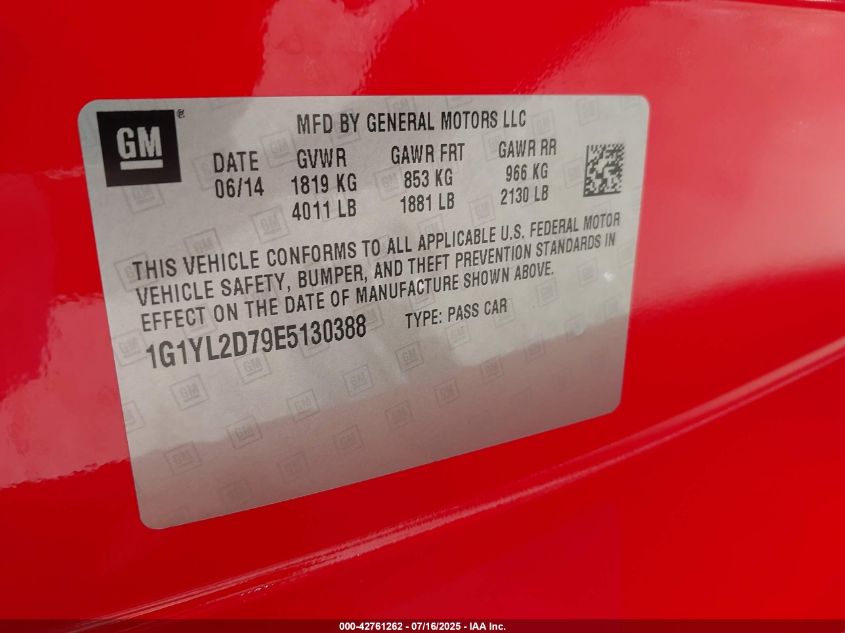 GM ®
MFD BY GENERAL MOTORS LLC
DATE GVWR GAWR FRT GAWR RR
06/14 1819 KG 853 KG 966 KG
4011 LB 1881 LB 2130 LB
THIS VEHICLE CONFORMS TO ALL APPLICABLE U.S. FEDERAL MOTOR
VEHICLE SAFETY, BUMPER, AND THEFT PREVENTION STANDARDS IN
EFFECT ON THE DATE OF MANUFACTURE SHOWN ABOVE.
1G1YL2D79E5130388 TYPE: PASS CAR
000-42761262 - 07/16/2025 - IAA Inc.